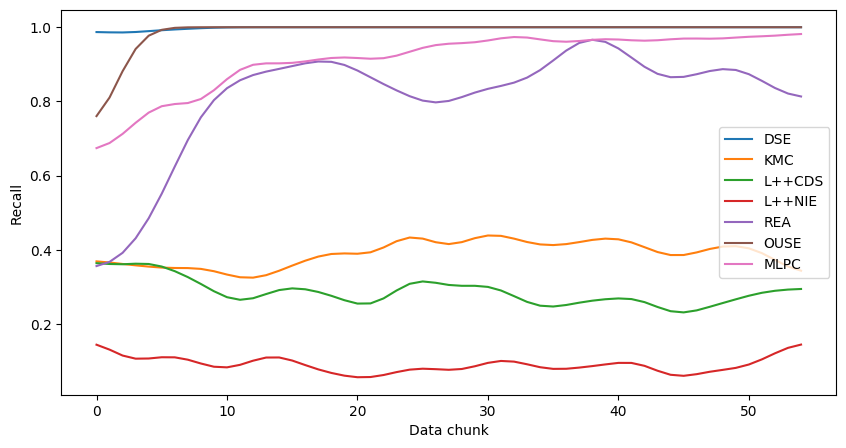 1.0
0.8
0.6
0.4
0.2
Recall
0
10
20
30
40
50
Data chunk
DSE
KMC
L++CDS
L++NIE
REA
OUSE
MLPC